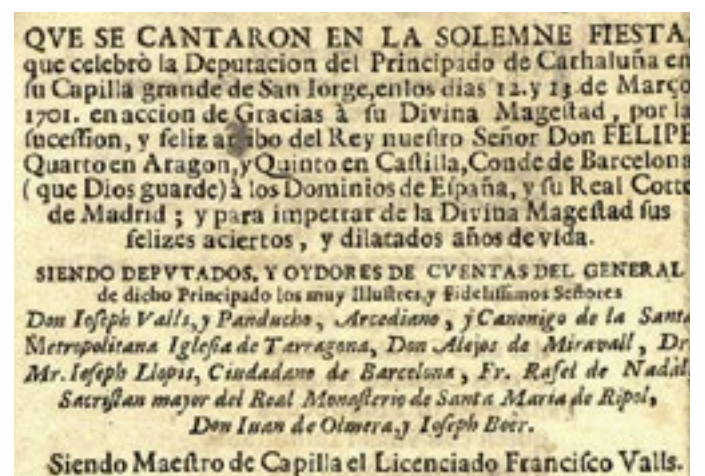 QVE SE CANTARON EN LA SOLEMNE FIESTA,
que celebrò la Deputacion del Principado de Cathaluña en
ſu Capilla grande de San Iorge,enlos dias 12.y 13 de Março
1701. en accion de Gracias à ſu Divina Mageſtad, por la
ſuceſſion, y feliz arribo del Rey nueſtro Señor Don FELIPE
Quarto en Aragon, y Quinto en Caſtilla, Conde de Barcelona
(que Dios guarde) à los Dominios de Eſpaña, y ſu Real Corte
de Madrid ; y para impetrar de la Divina Mageſtad ſus
felizes aciertos, y dilatados años de vida.
SIENDO DEPVTADOS, Y OYDORES DE CVENTAS DEL GENERAL
de dicho Principado los muy Illuſtres,y Fideliſſimos Señores
Don Ioſeph Valls,y Panducho, Arcediano, y Canonigo de la Santa
Metropolitana Igleſia de Tarragona, Don Alejos de Miravall, Dr.
Mr. Ioſeph Llopis, Ciudadano de Barcelona, Fr. Rafel de Nadàl
Sacriſtan mayor del Real Monaſterio de Santa Maria de Ripol,
Don Iuan de Olmera,y Ioſeph Boèr.
Siendo Maeſtro de Capilla el Licenciado Franciſco Valls.